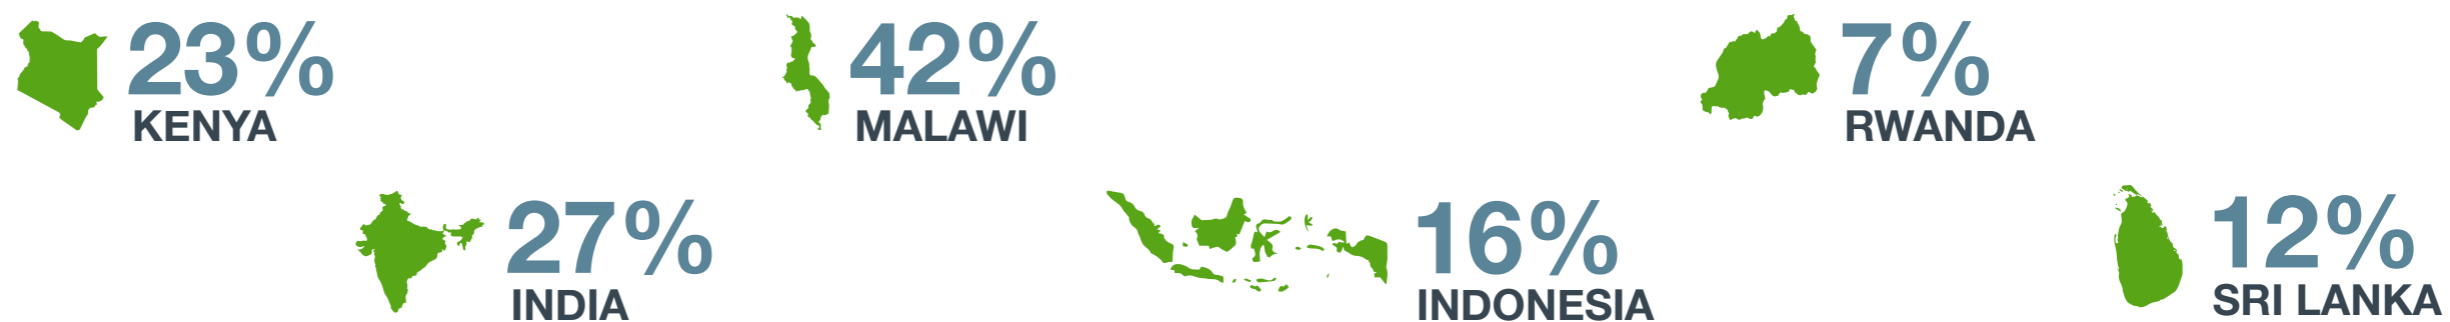 23%
KENYA
42%
MALAWI
7%
RWANDA
27%
INDIA
16%
INDONESIA
12%
SRI LANKA